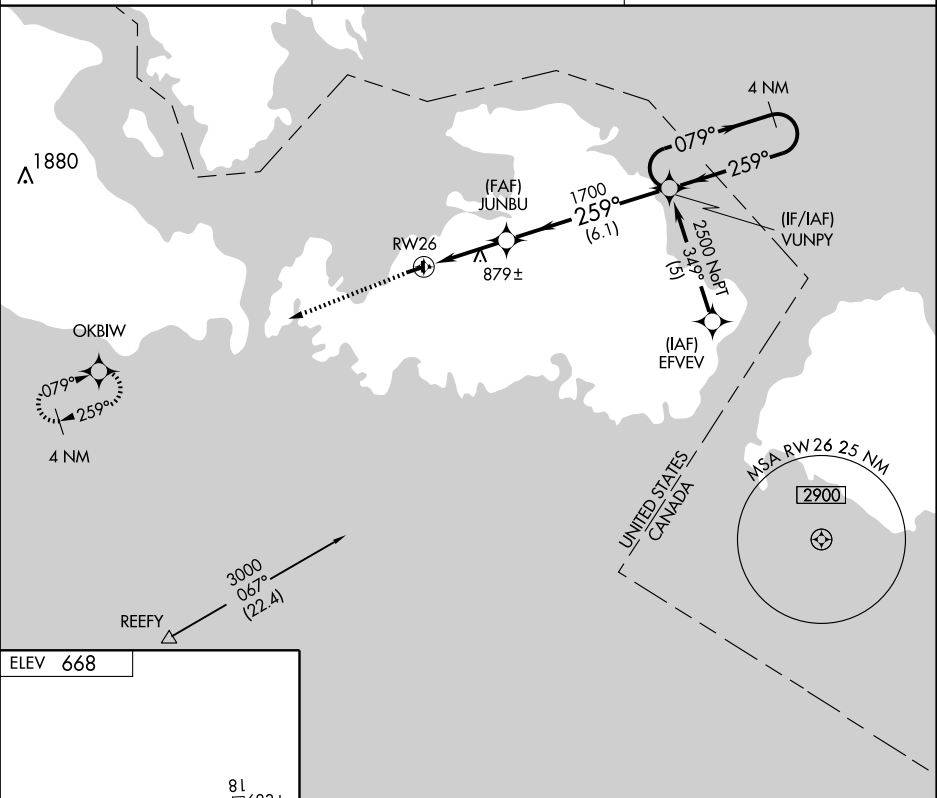 4 NM
1880
079°
259°
(FAF)
JUNBU
1700
259°
(6.1)
(IF/IAF)
VUNPY
RW26
879±
2500 NoPT
349°
(5)
OKBIW
(IAF)
EFVEV
079°
259°
4 NM
MSA RW 26 25 NM
2900
UNITED STATES
CANADA
3000
067°
(22.4)
REEFY
ELEV 668
18